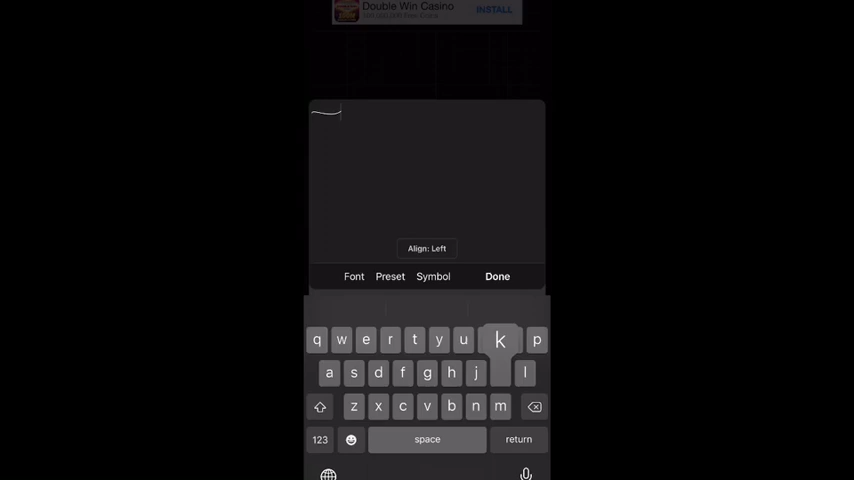 Double Win Casino
INSTALL
Align: Left
Font Preset Symbol Done
q w e r t y u k p
a s d f g h j l
z x c v b n m
123 space return